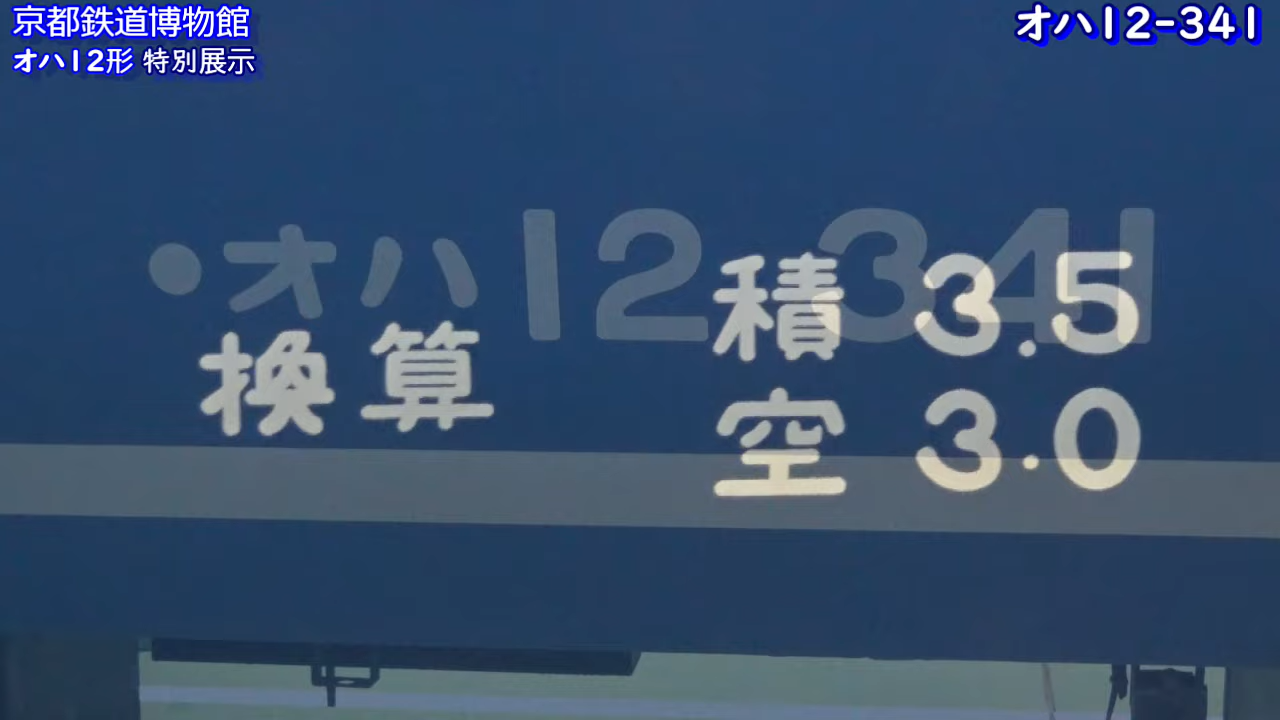 京都鉄道博物館
オハ12形 特別展示
オハ12-341
•オハ12-341
換算 積 3.5
空 3.0